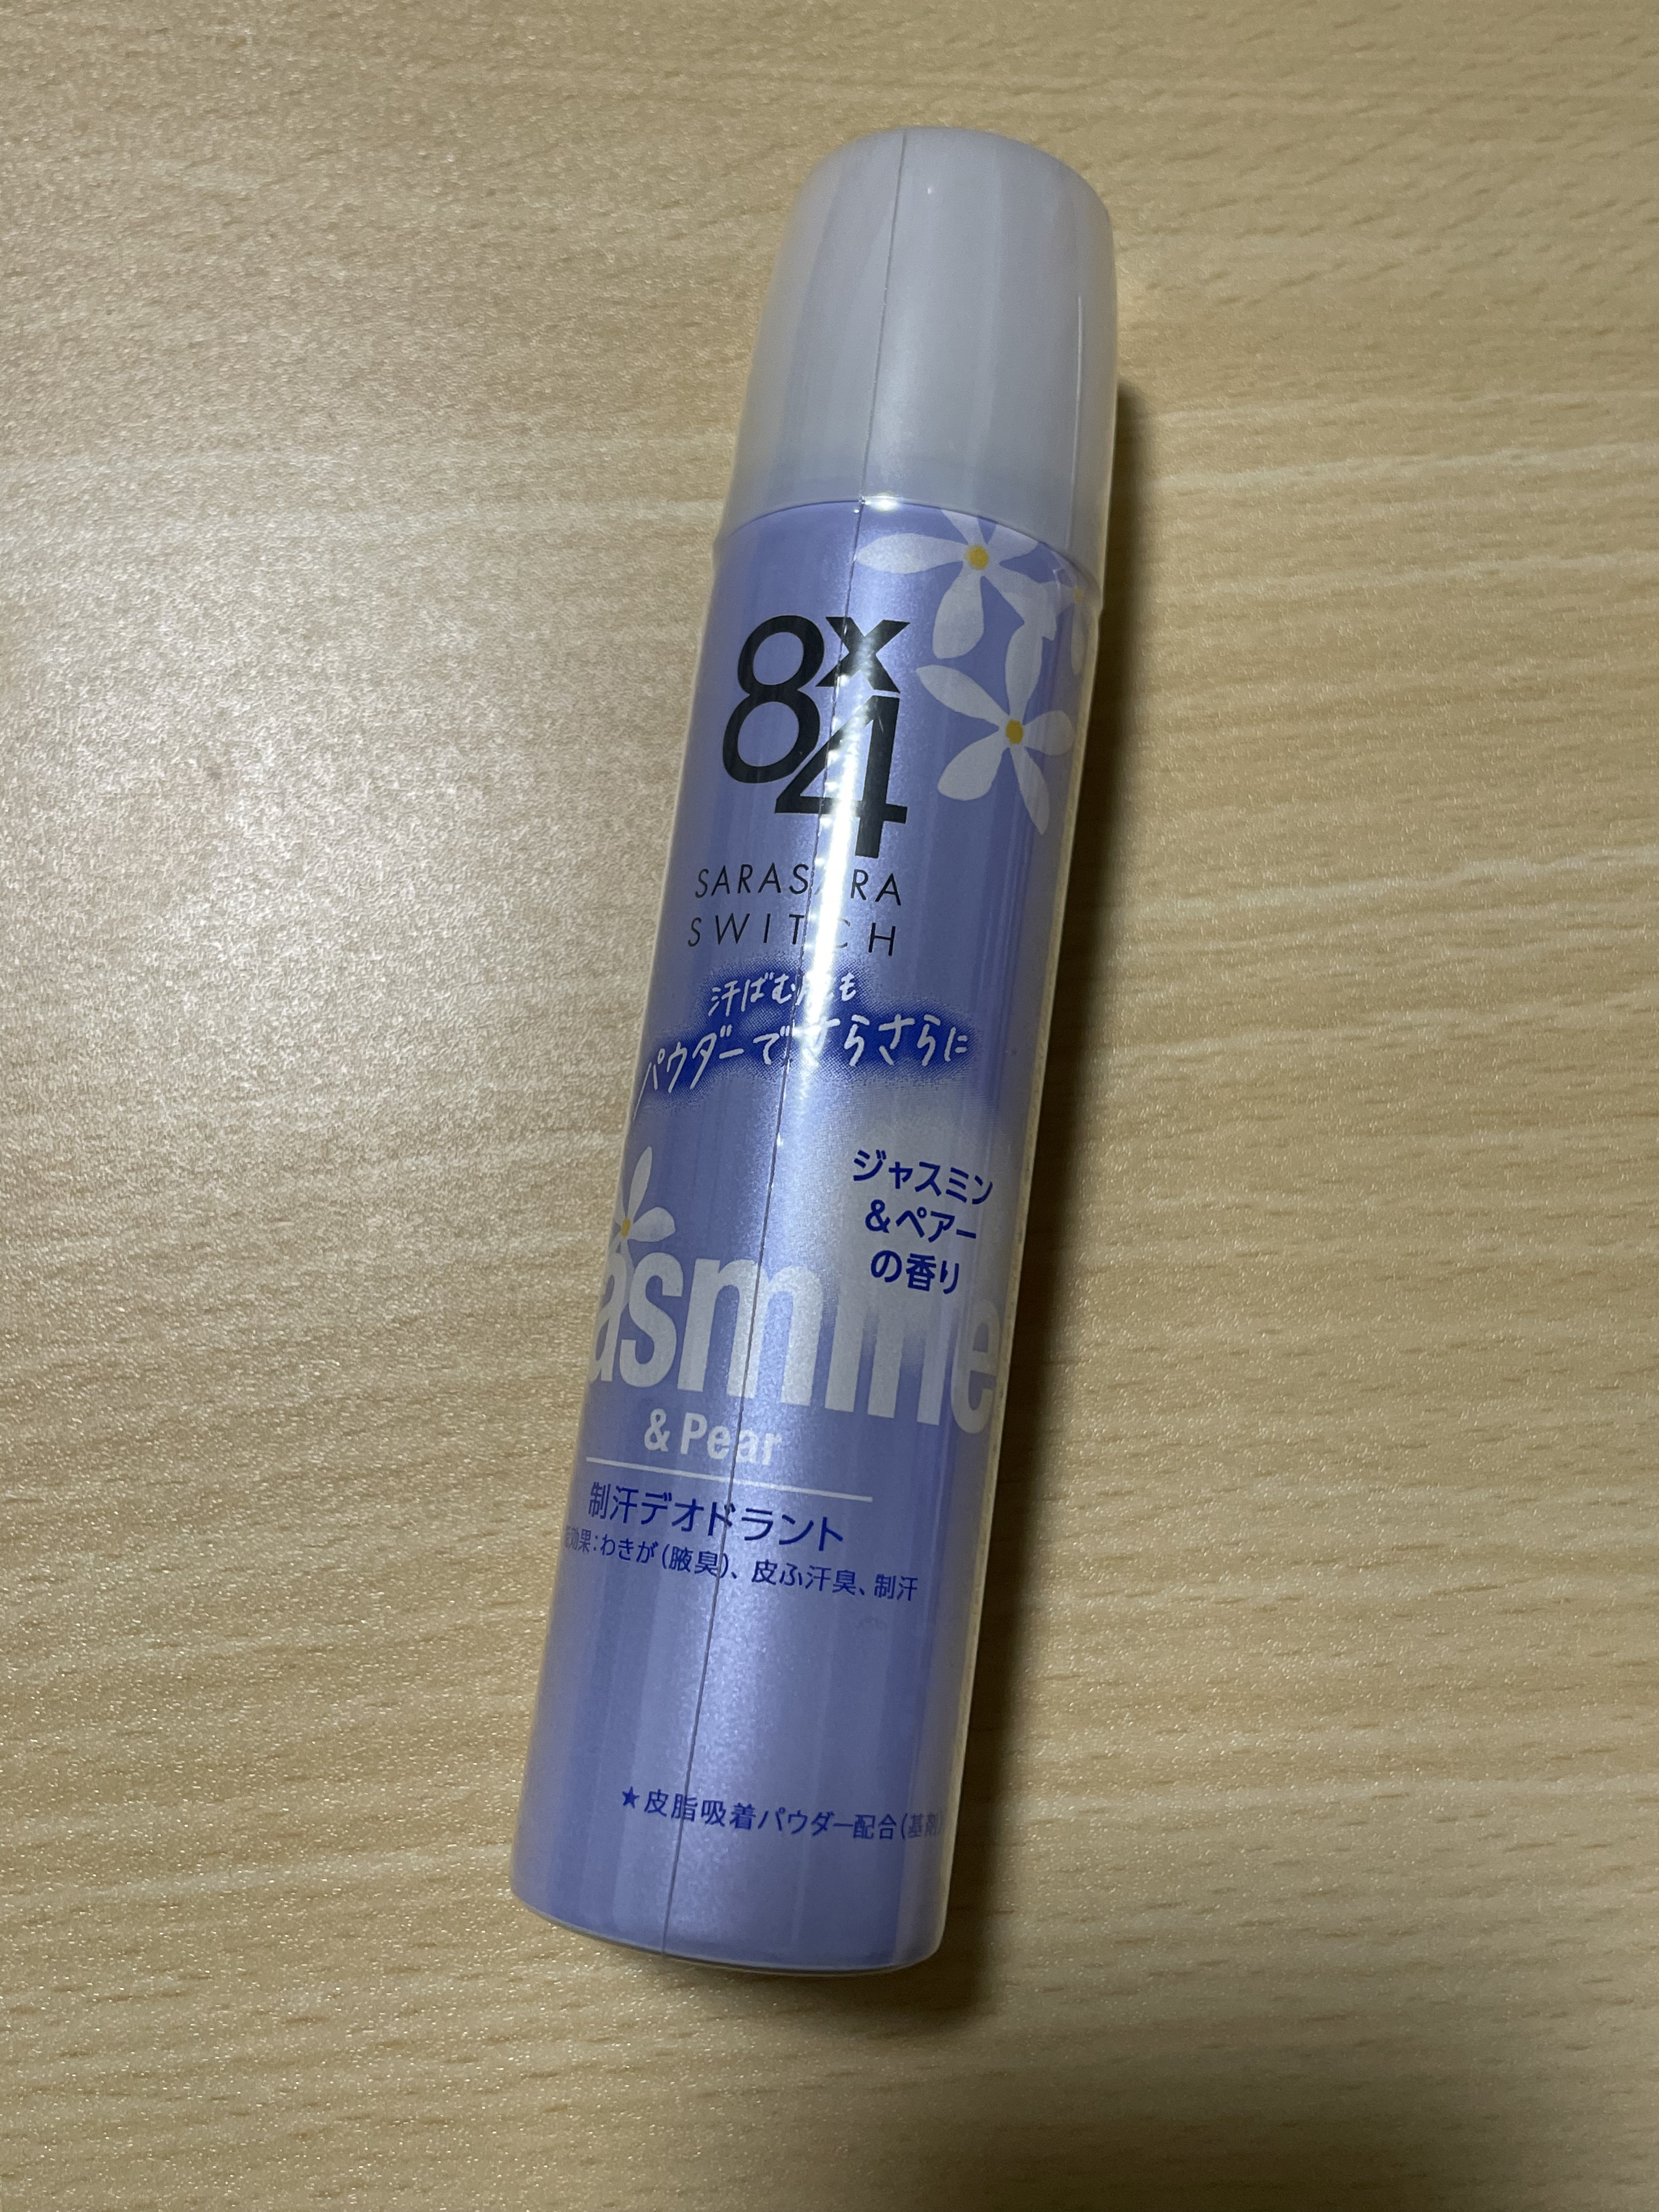 8x4
SARASARA
SWITCH
汗ばむ肌も
パウダーでさらさらに
ジャスミン
&ペアー
の香り
asmine
& Pear
制汗デオドラント
効果:わきが(腋臭)、皮ふ汗臭、制汗
★皮脂吸着パウダー配合(基剤)